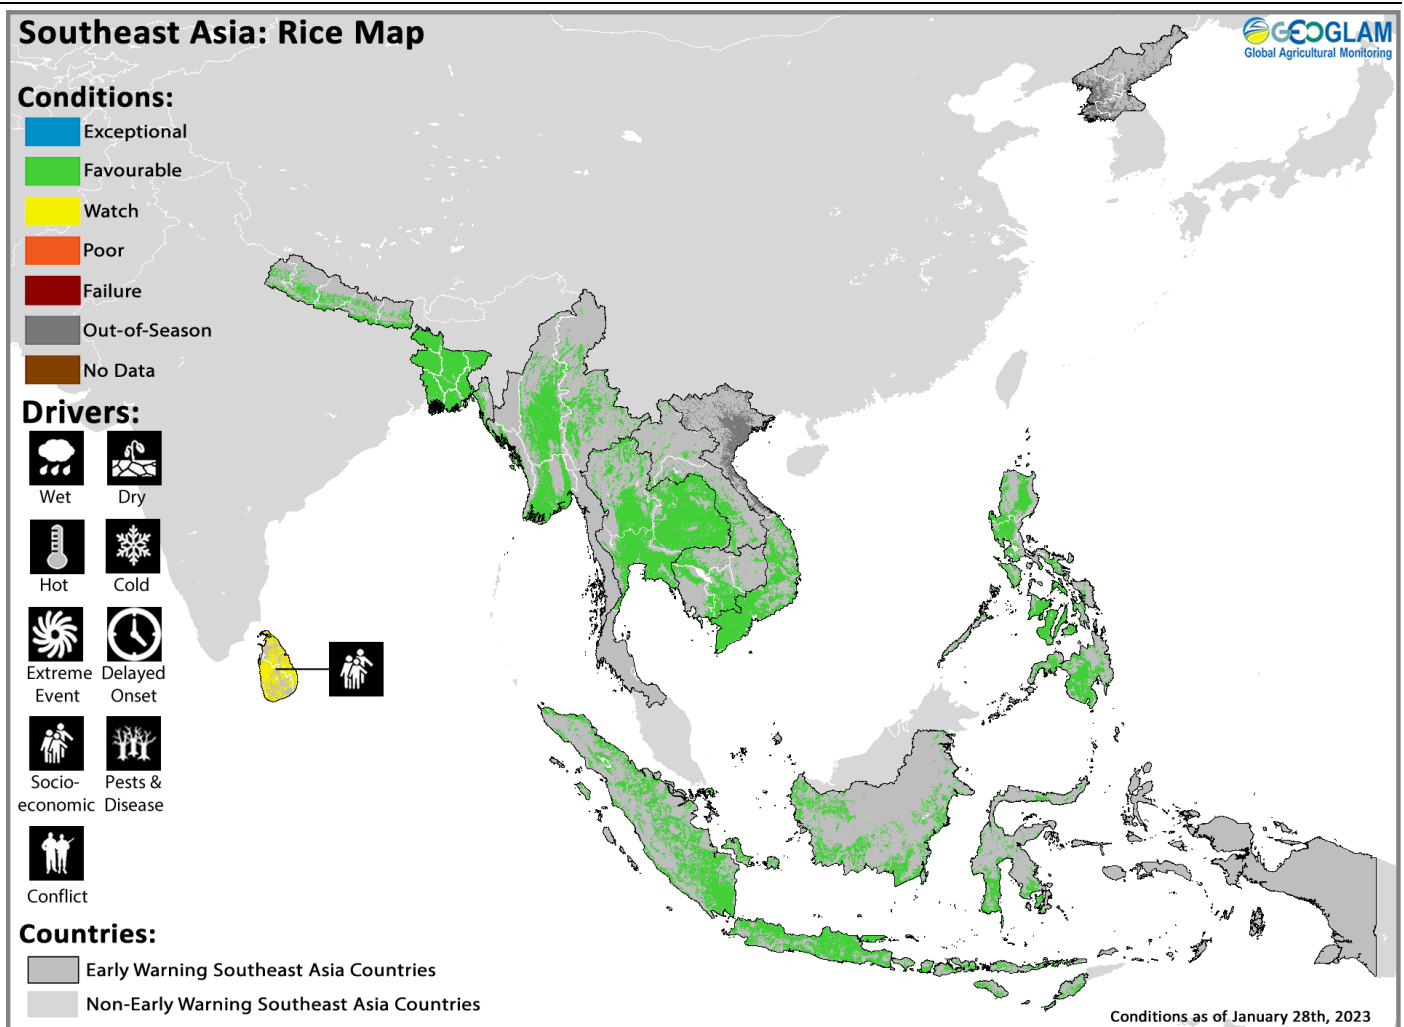 Southeast Asia: Rice Map
GEOGLAM
Global Agricultural Monitoring
Conditions:
Exceptional
Favourable
Watch
Poor
Failure
Out-of-Season
No Data
Drivers:
Wet
Dry
Hot
Cold
Extreme
Event
Delayed
Onset
Socio-
economic
Pests &
Disease
Conflict
Countries:
Early Warning Southeast Asia Countries
Non-Early Warning Southeast Asia Countries
Conditions as of January 28th, 2023